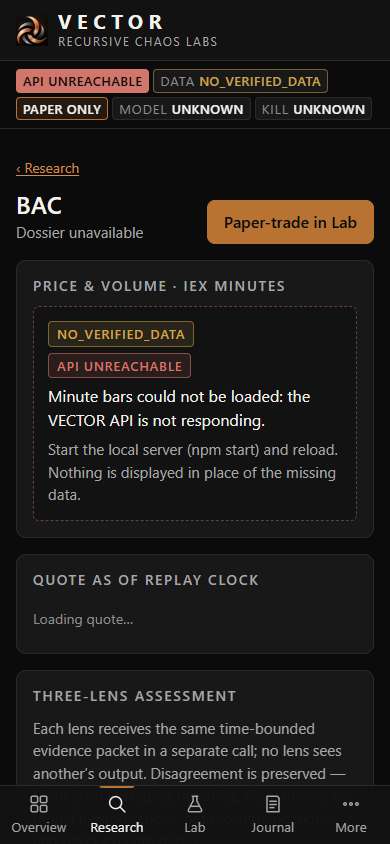 VECTOR
RECURSIVE CHAOS LABS
API UNREACHABLE DATA NO_VERIFIED_DATA
PAPER ONLY MODEL UNKNOWN KILL UNKNOWN
‹ Research
BAC
Dossier unavailable
Paper-trade in Lab
PRICE & VOLUME · IEX MINUTES
NO_VERIFIED_DATA
API UNREACHABLE
Minute bars could not be loaded: the
VECTOR API is not responding.
Start the local server (npm start) and reload.
Nothing is displayed in place of the missing
data.
QUOTE AS OF REPLAY CLOCK
Loading quote…
THREE-LENS ASSESSMENT
Each lens receives the same time-bounded
evidence packet in a separate call; no lens sees
another's output. Disagreement is preserved —
Overview Research Lab Journal More